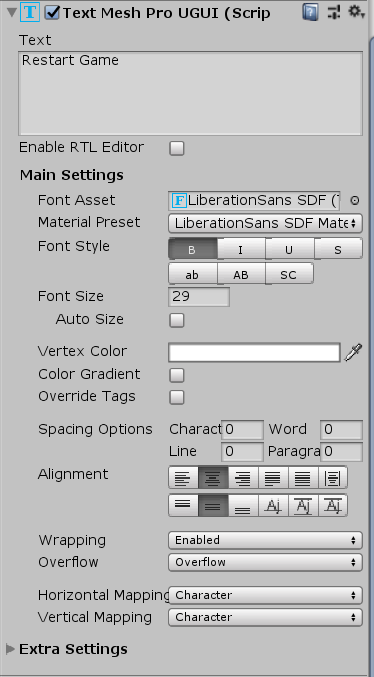 Text Mesh Pro UGUI (Scrip
Text
Restart Game
Enable RTL Editor
Main Settings
Font Asset LiberationSans SDF (T
Material Preset LiberationSans SDF Mate
Font Style B I U S
ab AB SC
Font Size 29
Auto Size
Vertex Color
Color Gradient
Override Tags
Spacing Options Charact 0 Word 0
Line 0 Paragra 0
Alignment
Wrapping Enabled
Overflow Overflow
Horizontal Mapping Character
Vertical Mapping Character
Extra Settings